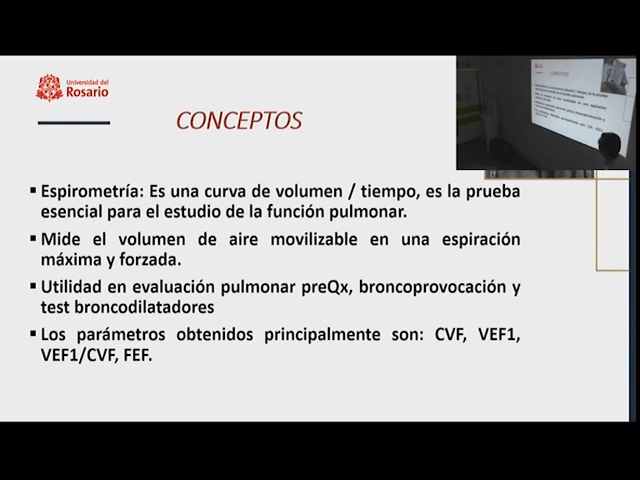 Universidad del
Rosario
CONCEPTOS
▪ Espirometría: Es una curva de volumen / tiempo, es la prueba
esencial para el estudio de la función pulmonar.
▪ Mide el volumen de aire movilizable en una espiración
máxima y forzada.
▪ Utilidad en evaluación pulmonar preQx, broncoprovocación y
test broncodilatadores
▪ Los parámetros obtenidos principalmente son: CVF, VEF1,
VEF1/CVF, FEF.
CONCEPTOS